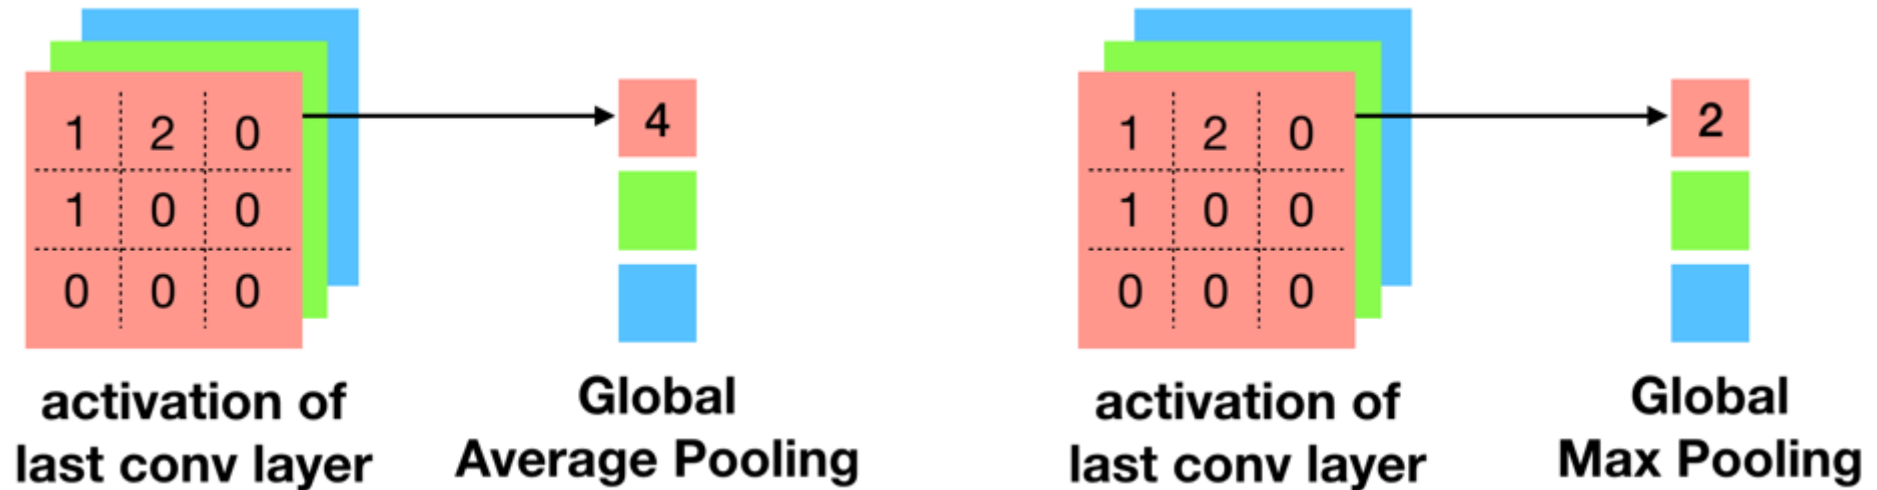 1 2 0
1 0 0
0 0 0
4
activation of
last conv layer
Global
Average Pooling
1 2 0
1 0 0
0 0 0
2
activation of
last conv layer
Global
Max Pooling